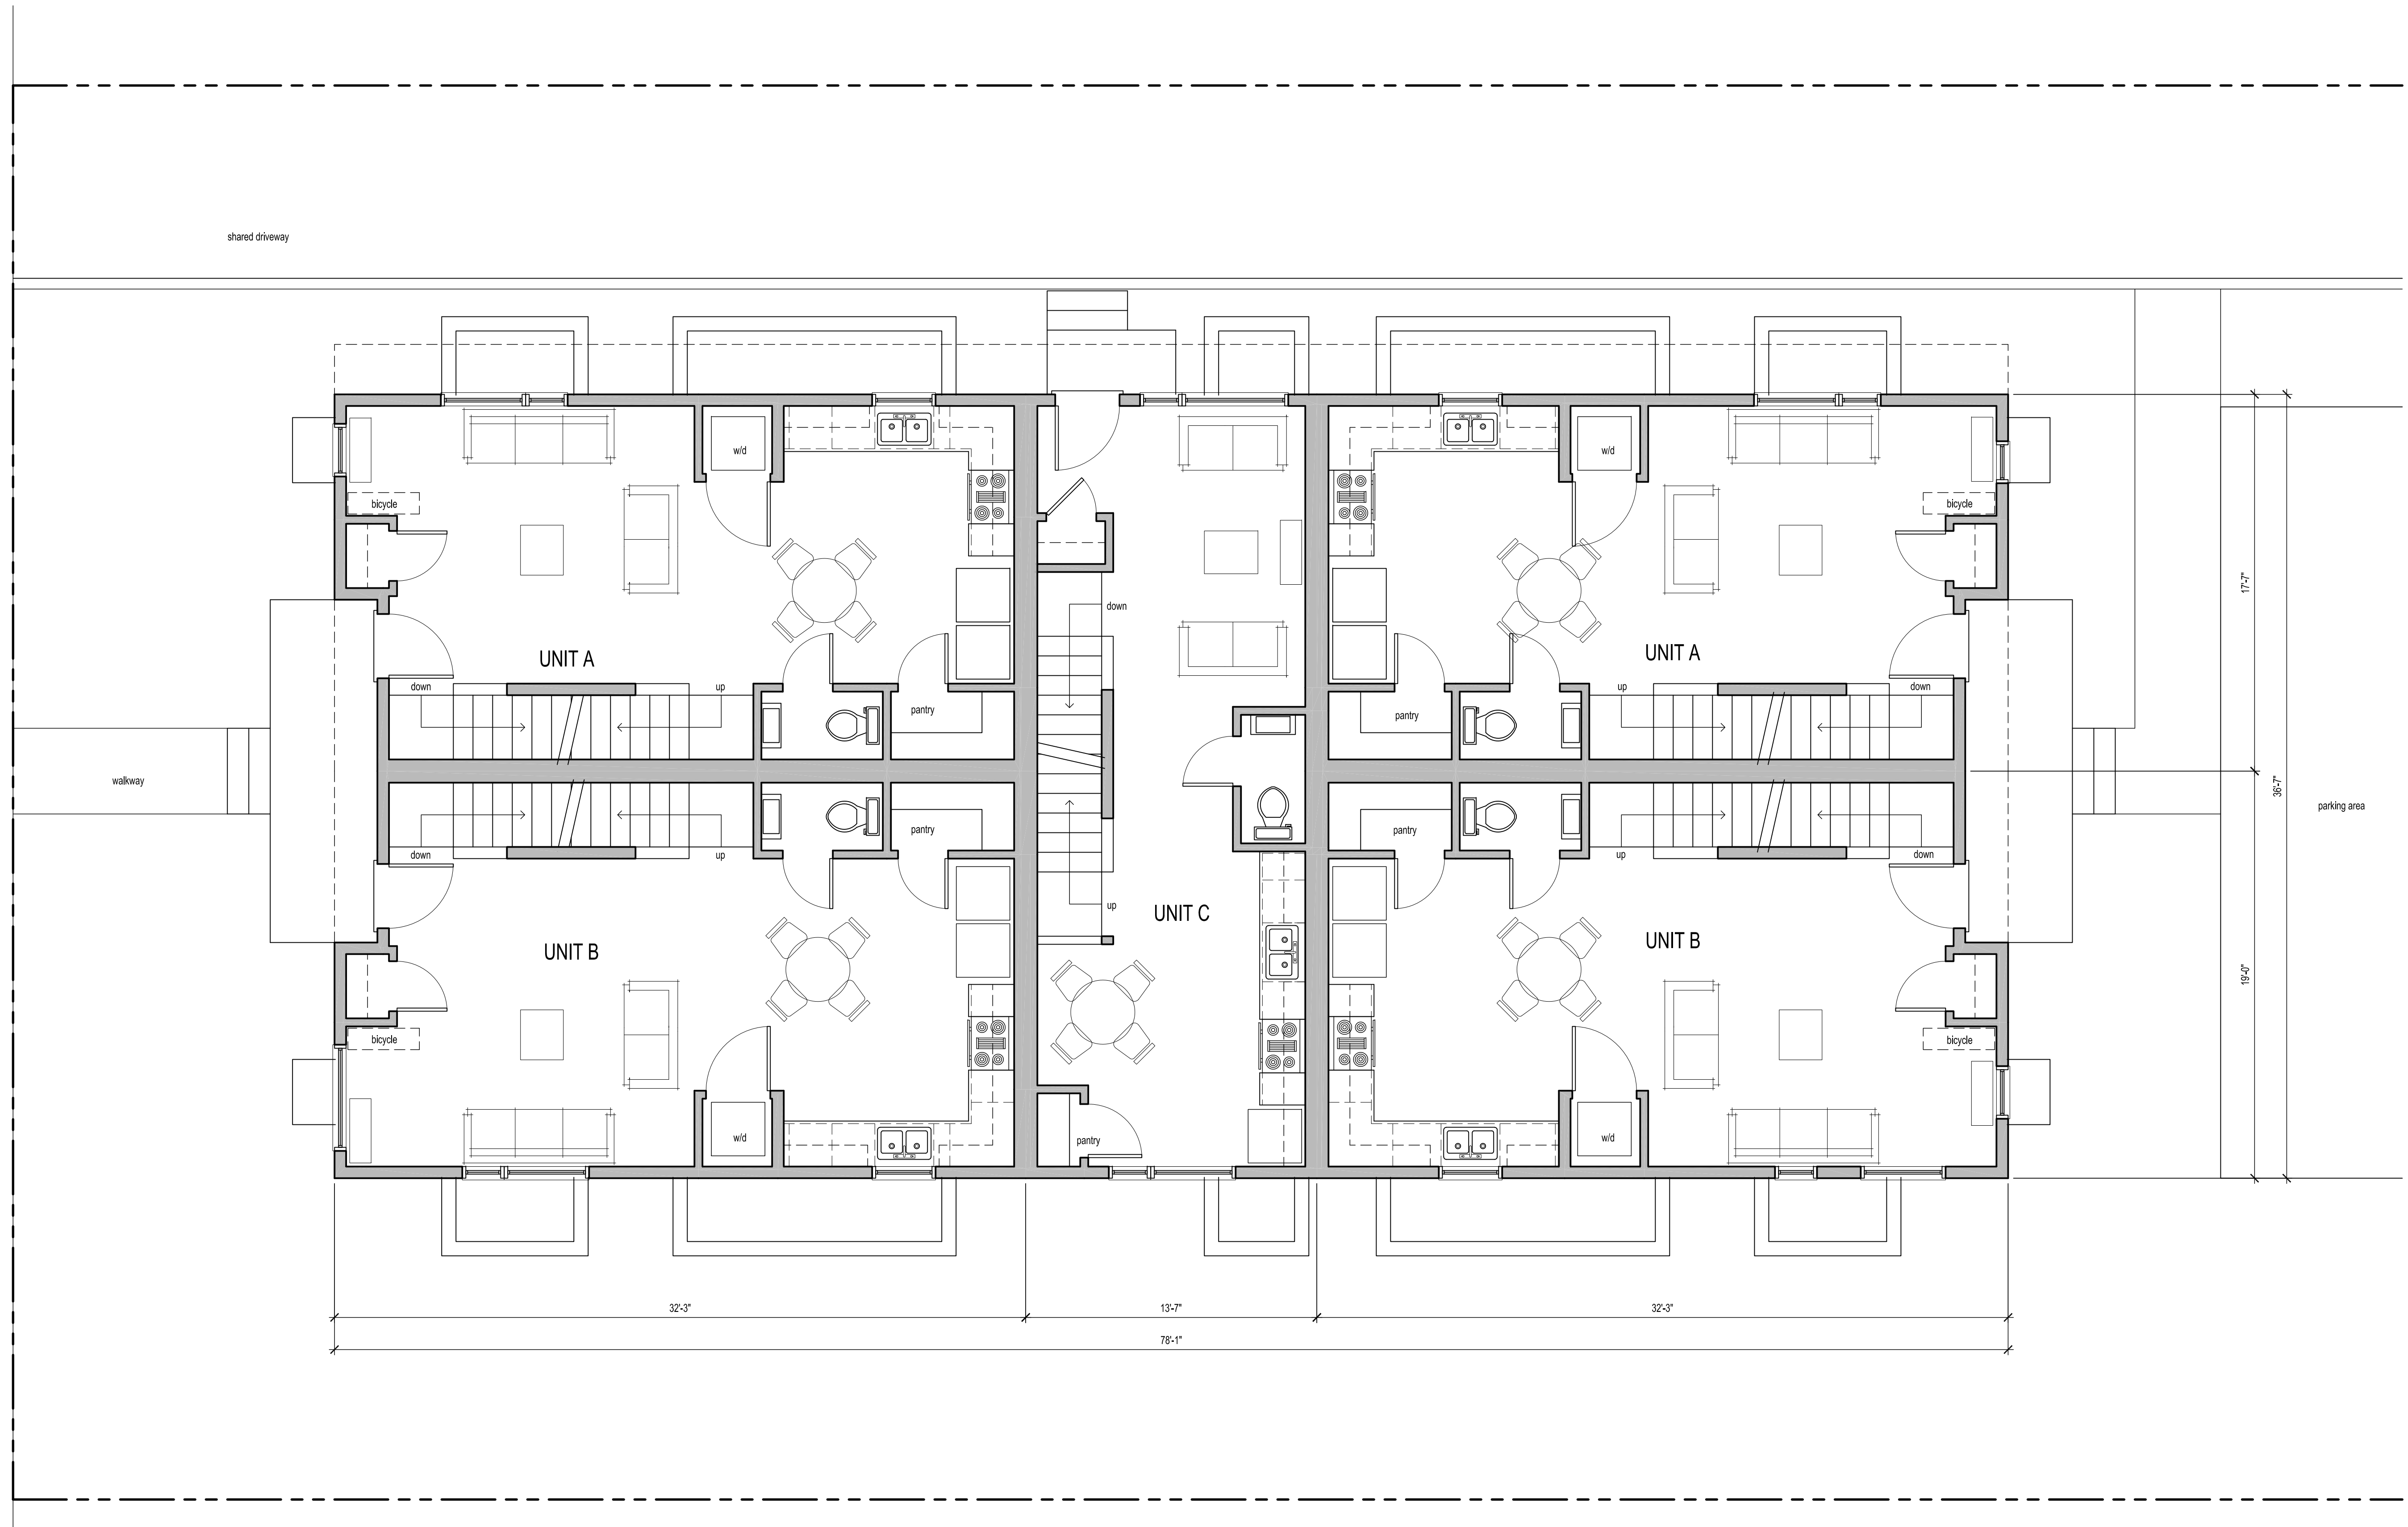 shared driveway
w/d
w/d
bicycle
bicycle
down
17'-7"
UNIT A
UNIT A
down
up
up
down
pantry
pantry
36'-7"
walkway
parking area
pantry
pantry
down
up
up
down
up
UNIT C
UNIT B
UNIT B
19'-0"
bicycle
bicycle
w/d
pantry
w/d
32'-3"
13'-7"
32'-3"
78'-1"